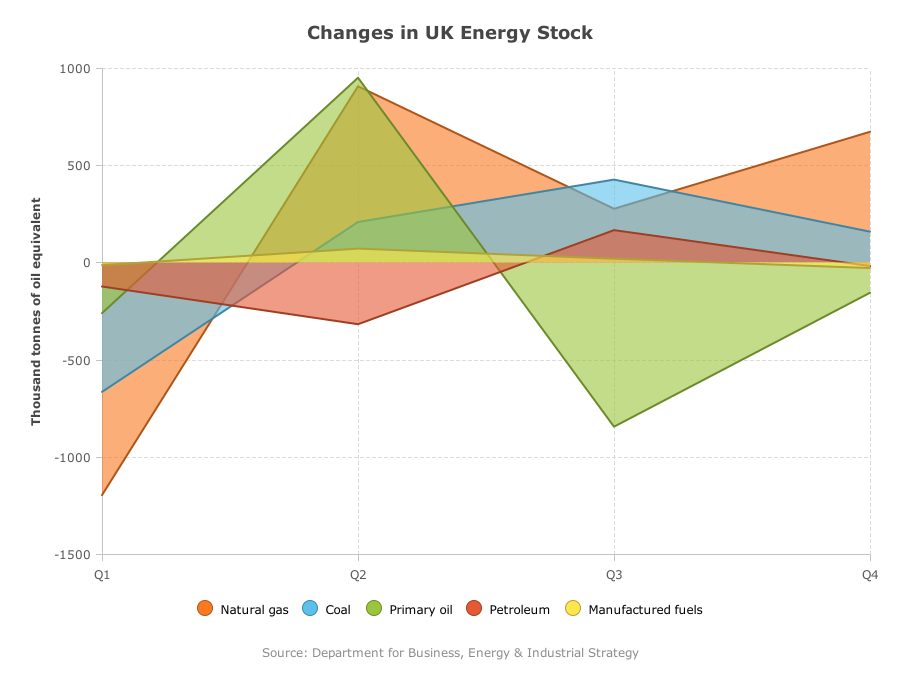 Changes in UK Energy Stock
Thousand tonnes of oil equivalent
1000
500
0
-500
-1000
-1500
Q1 Q2 Q3 Q4
Natural gas Coal Primary oil Petroleum Manufactured fuels
Source: Department for Business, Energy & Industrial Strategy